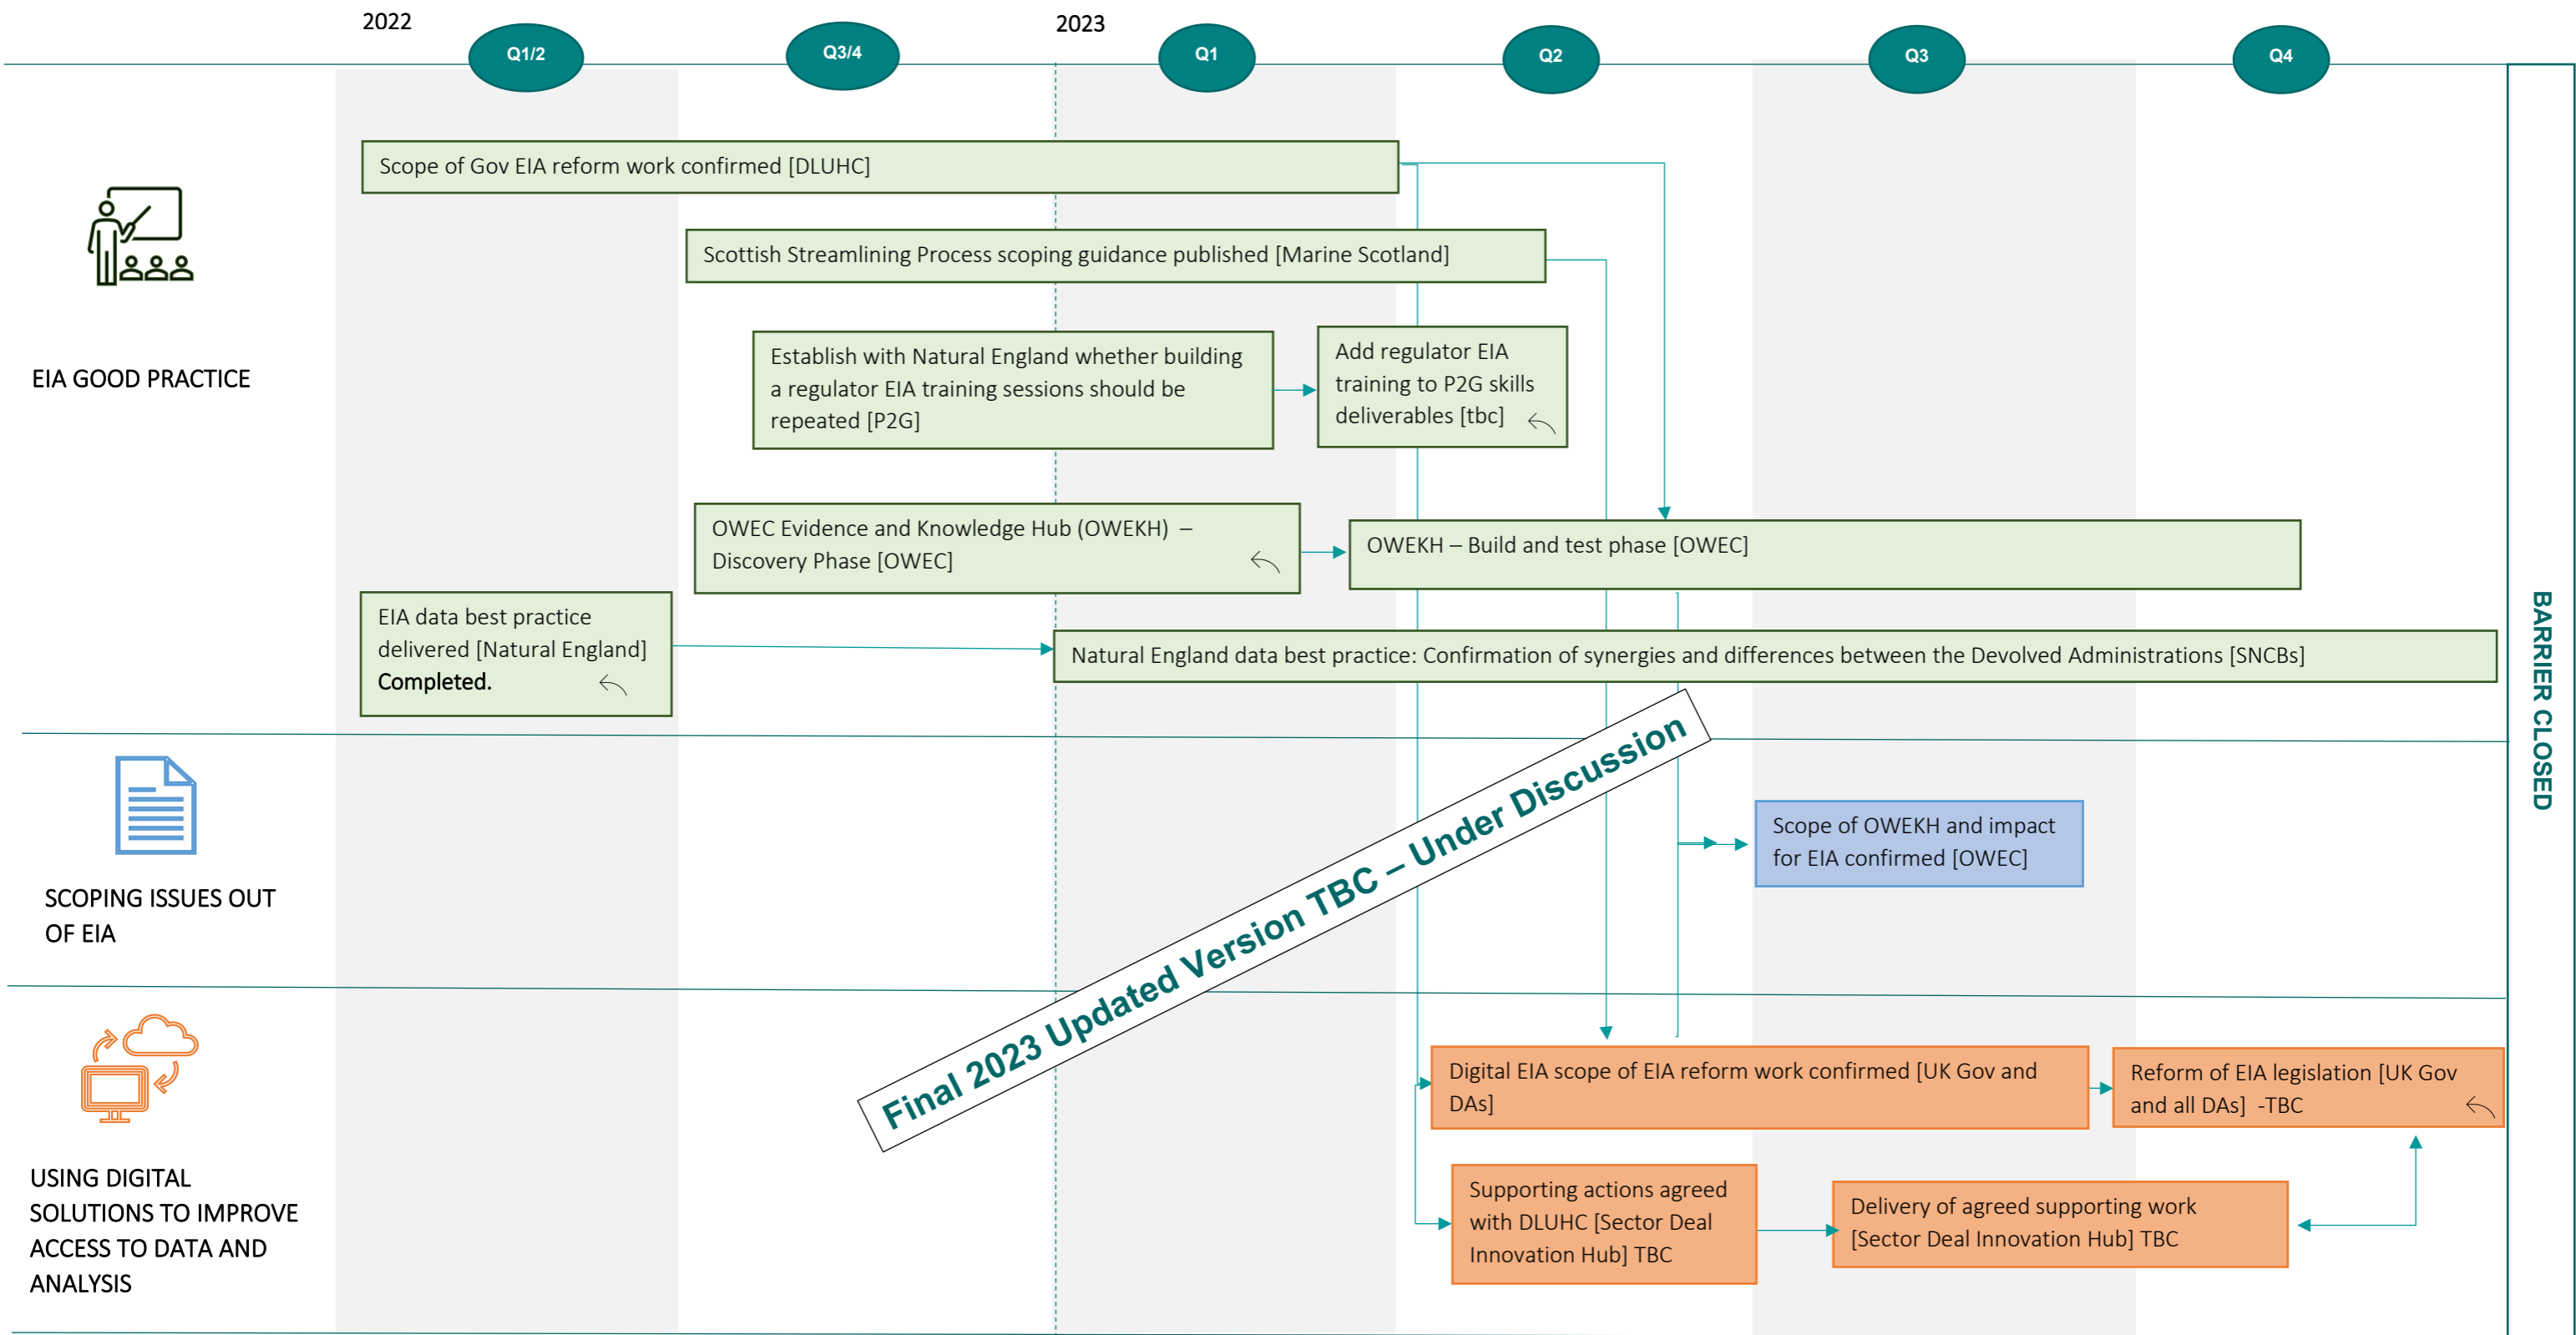 2022
2023
Q1/2
Q3/4
Q1
Q2
Q3
Q4
EIA GOOD PRACTICE
Scope of Gov EIA reform work confirmed [DLUHC]
Scottish Streamlining Process scoping guidance published [Marine Scotland]
Establish with Natural England whether building
a regulator EIA training sessions should be
repeated [P2G]
Add regulator EIA
training to P2G skills
deliverables [tbc]
OWEC Evidence and Knowledge Hub (OWEKH) –
Discovery Phase [OWEC]
OWEKH – Build and test phase [OWEC]
EIA data best practice
delivered [Natural England]
Completed.
Natural England data best practice: Confirmation of synergies and differences between the Devolved Administrations [SNCBs]
BARRIER CLOSED
SCOPING ISSUES OUT
OF EIA
Scope of OWEKH and impact
for EIA confirmed [OWEC]
Final 2023 Updated Version TBC – Under Discussion
USING DIGITAL
SOLUTIONS TO IMPROVE
ACCESS TO DATA AND
ANALYSIS
Digital EIA scope of EIA reform work confirmed [UK Gov and
DAs]
Reform of EIA legislation [UK Gov
and all DAs] -TBC
Supporting actions agreed
with DLUHC [Sector Deal
Innovation Hub] TBC
Delivery of agreed supporting work
[Sector Deal Innovation Hub] TBC